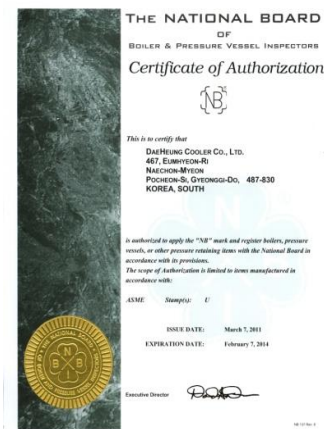 THE NATIONAL BOARD
OF
BOILER & PRESSURE VESSEL INSPECTORS
Certificate of Authorization
NB
This is to certify that
DAEHEUNG COOLER CO., LTD.
467, EUMHYEON-RI
NAECHON-MYEON
POCHEON-SI, GYEONGGI-DO, 487-830
KOREA, SOUTH
is authorized to apply the "NB" mark and register boilers, pressure
vessels, or other pressure retaining items with the National Board in
accordance with its provisions.
The scope of Authorization is limited to items manufactured in
accordance with:
ASME Stamp(s): U
ISSUE DATE: March 7, 2011
EXPIRATION DATE: February 7, 2014
Executive Director